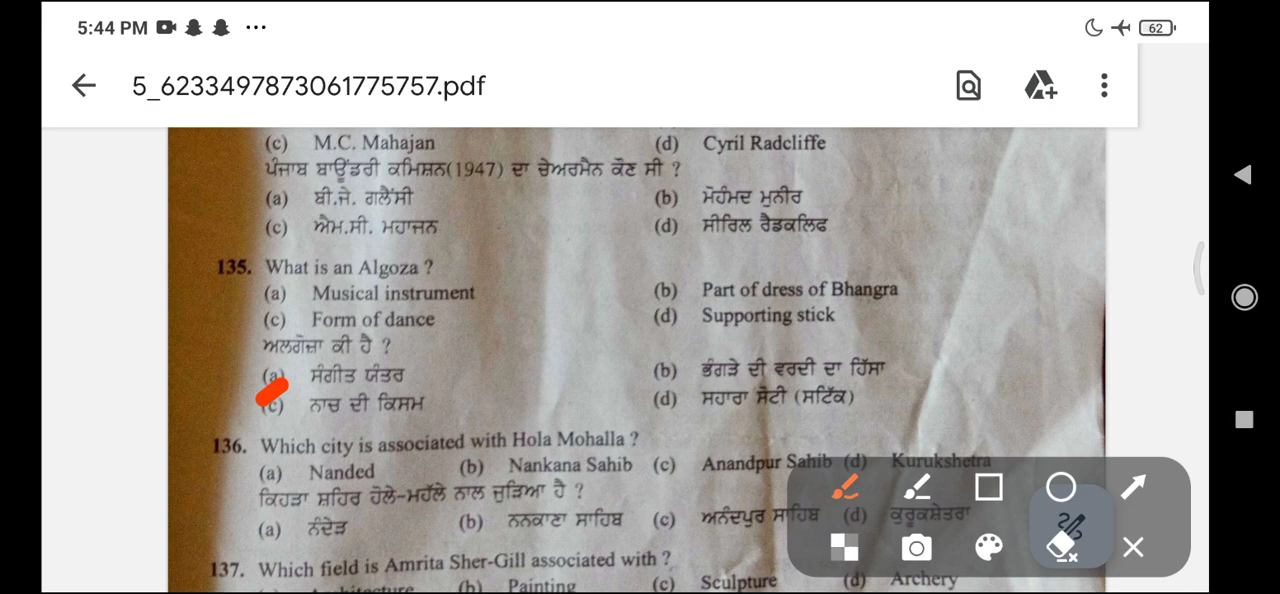 5:44 PM
62
5_6233497873061775757.pdf
(c) M.C. Mahajan (d) Cyril Radcliffe
ਪੰਜਾਬ ਬਾਊਂਡਰੀ ਕਮਿਸ਼ਨ(1947) ਦਾ ਚੇਅਰਮੈਨ ਕੌਣ ਸੀ ?
(a) ਬੀ.ਜੇ. ਗਲੈਂਸੀ (b) ਮੋਹੰਮਦ ਮੁਨੀਰ
(c) ਐਮ.ਸੀ. ਮਹਾਜਨ (d) ਸੀਰਿਲ ਰੈਡਕਲਿਫ
135. What is an Algoza ?
(a) Musical instrument (b) Part of dress of Bhangra
(c) Form of dance (d) Supporting stick
ਅਲਗੋਜ਼ਾ ਕੀ ਹੈ ?
(a) ਸੰਗੀਤ ਯੰਤਰ (b) ਭੰਗੜੇ ਦੀ ਵਰਦੀ ਦਾ ਹਿੱਸਾ
(c) ਨਾਚ ਦੀ ਕਿਸਮ (d) ਸਹਾਰਾ ਸੋਟੀ (ਸਟਿੱਕ)
136. Which city is associated with Hola Mohalla ?
(a) Nanded (b) Nankana Sahib (c) Anandpur Sahib (d) Kurukshetra
ਕਿਹੜਾ ਸ਼ਹਿਰ ਹੋਲੇ-ਮਹੱਲੇ ਨਾਲ ਜੁੜਿਆ ਹੈ ?
(a) ਨੰਦੇੜ (b) ਨਨਕਾਣਾ ਸਾਹਿਬ (c) ਅਨੰਦਪੁਰ ਸਾਹਿਬ (d) ਕੁਰੂਕਸ਼ੇਤਰਾ
137. Which field is Amrita Sher-Gill associated with ?
(b) Painting (c) Sculpture (d) Archery